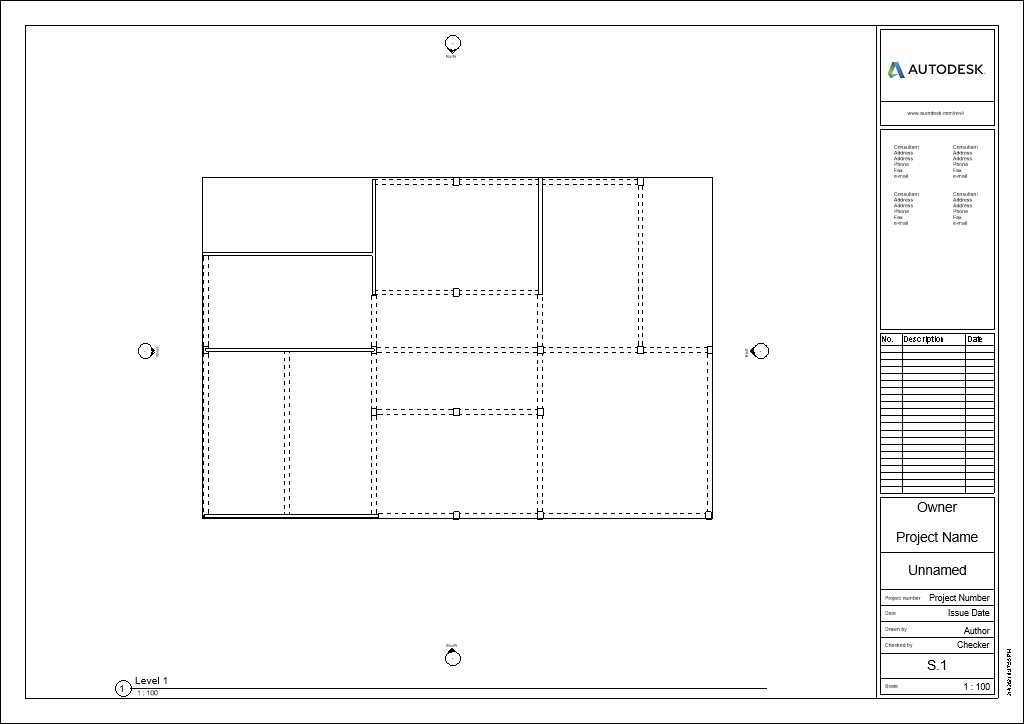 North
East
West
South
1
Level 1
1 : 100
AUTODESK.
www.autodesk.com/revit
Consultant
Address
Address
Phone
Fax
e-mail
Consultant
Address
Address
Phone
Fax
e-mail
Consultant
Address
Address
Phone
Fax
e-mail
Consultant
Address
Address
Phone
Fax
e-mail
No. Description Date
Owner
Project Name
Unnamed
Project number Project Number
Date Issue Date
Drawn by Author
Checked by Checker
S.1
Scale 1 : 100